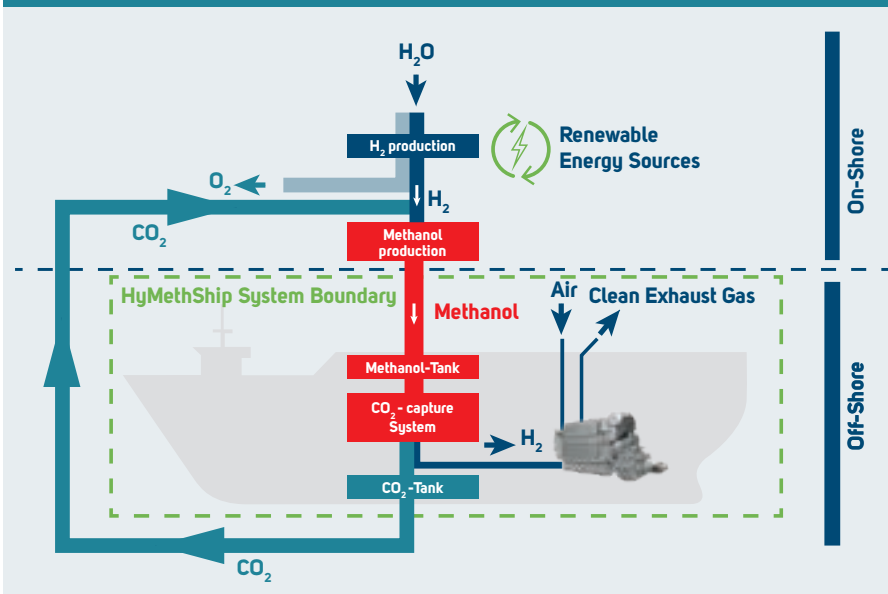 H₂O
H₂ production
Renewable
Energy Sources
O₂
H₂
CO₂
Methanol
production
On-Shore
HyMethShip System Boundary
Methanol
Air
Clean Exhaust Gas
Methanol-Tank
CO₂- capture
System
H₂
CO₂-Tank
Off-Shore
CO₂